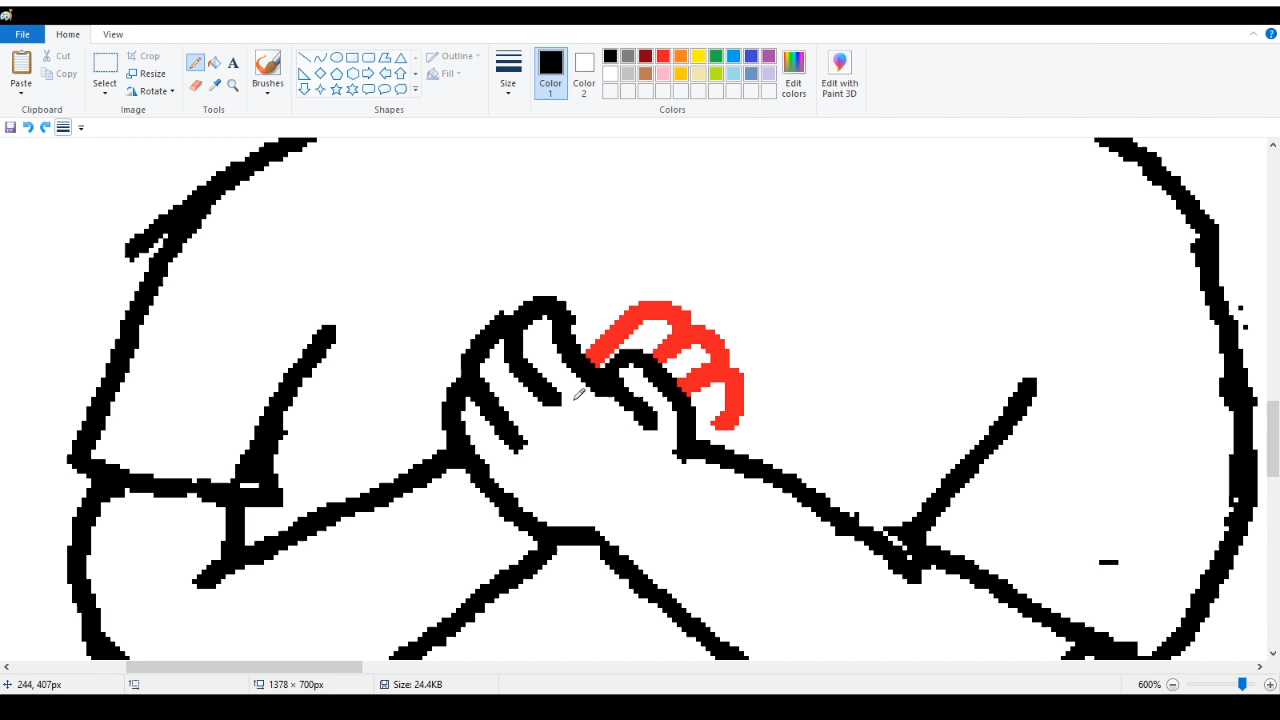 File Home View
Paste Cut Copy Clipboard
Select Crop Resize Rotate Image
Tools
Brushes
Shapes Outline Fill
Size
Color 1 Color 2 Edit colors Colors
Edit with Paint 3D
244, 407px 1378 × 700px Size: 24.4KB 600%